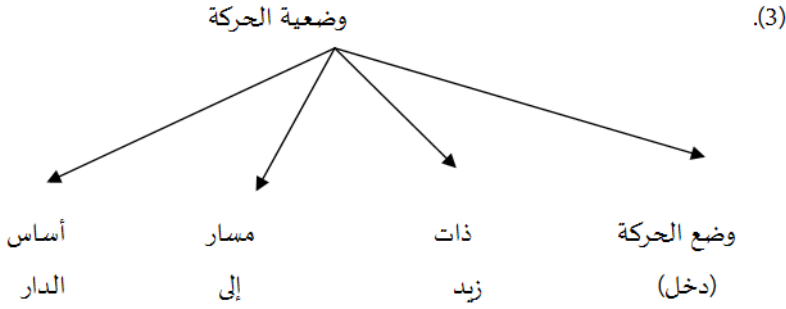 (3).
وضعية الحركة
وضع الحركة ذات مسار أساس
(دخل) زيد إلى الدار